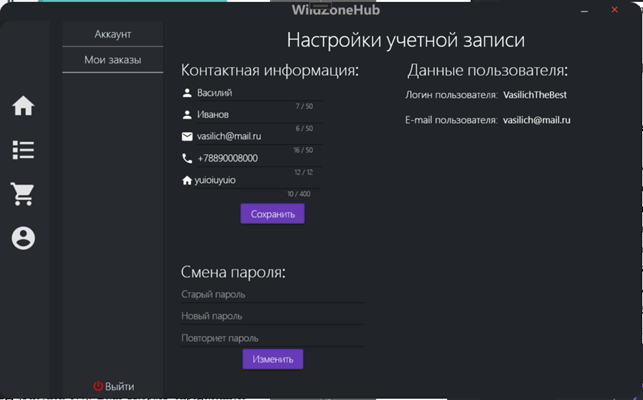 WildZoneHub
Аккаунт
Мои заказы
Выйти
Настройки учетной записи
Контактная информация:
Василий
7 / 50
Иванов
6 / 50
vasilich@mail.ru
16 / 50
+78890008000
12 / 12
yuioiuyuio
10 / 400
Сохранить
Данные пользователя:
Логин пользователя: VasilichTheBest
E-mail пользователя: vasilich@mail.ru
Смена пароля:
Старый пароль
Новый пароль
Повториет пароль
Изменить